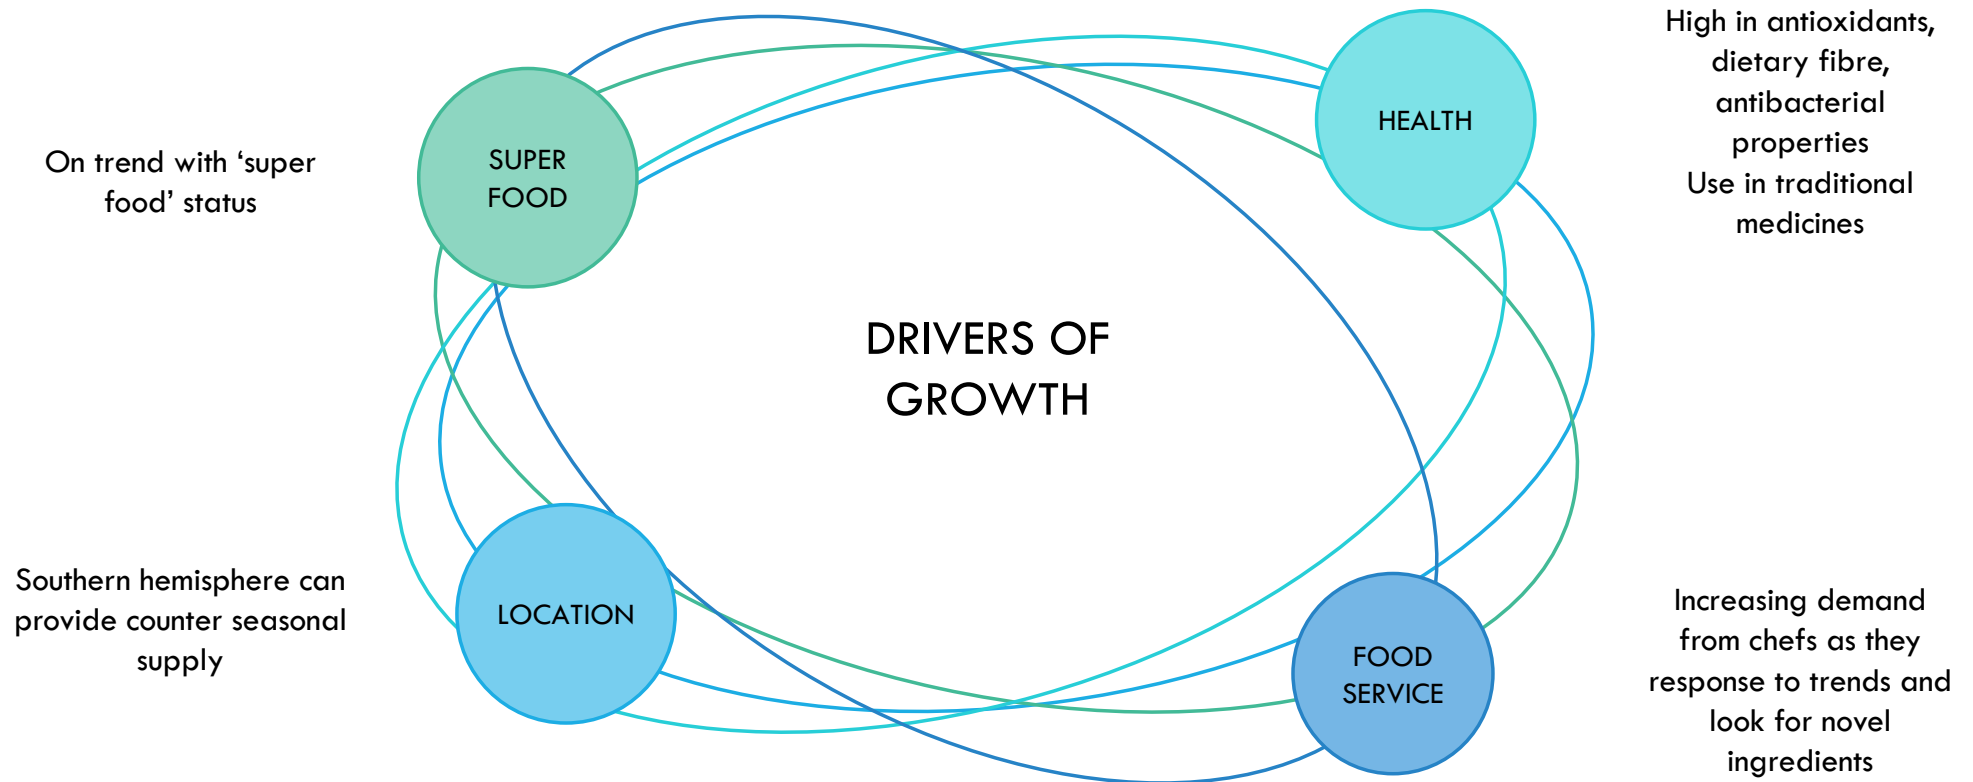 On trend with ‘super
food’ status
SUPER
FOOD
HEALTH
High in antioxidants,
dietary fibre,
antibacterial
properties
Use in traditional
medicines
DRIVERS OF
GROWTH
Southern hemisphere can
provide counter seasonal
supply
LOCATION
FOOD
SERVICE
Increasing demand
from chefs as they
response to trends and
look for novel
ingredients